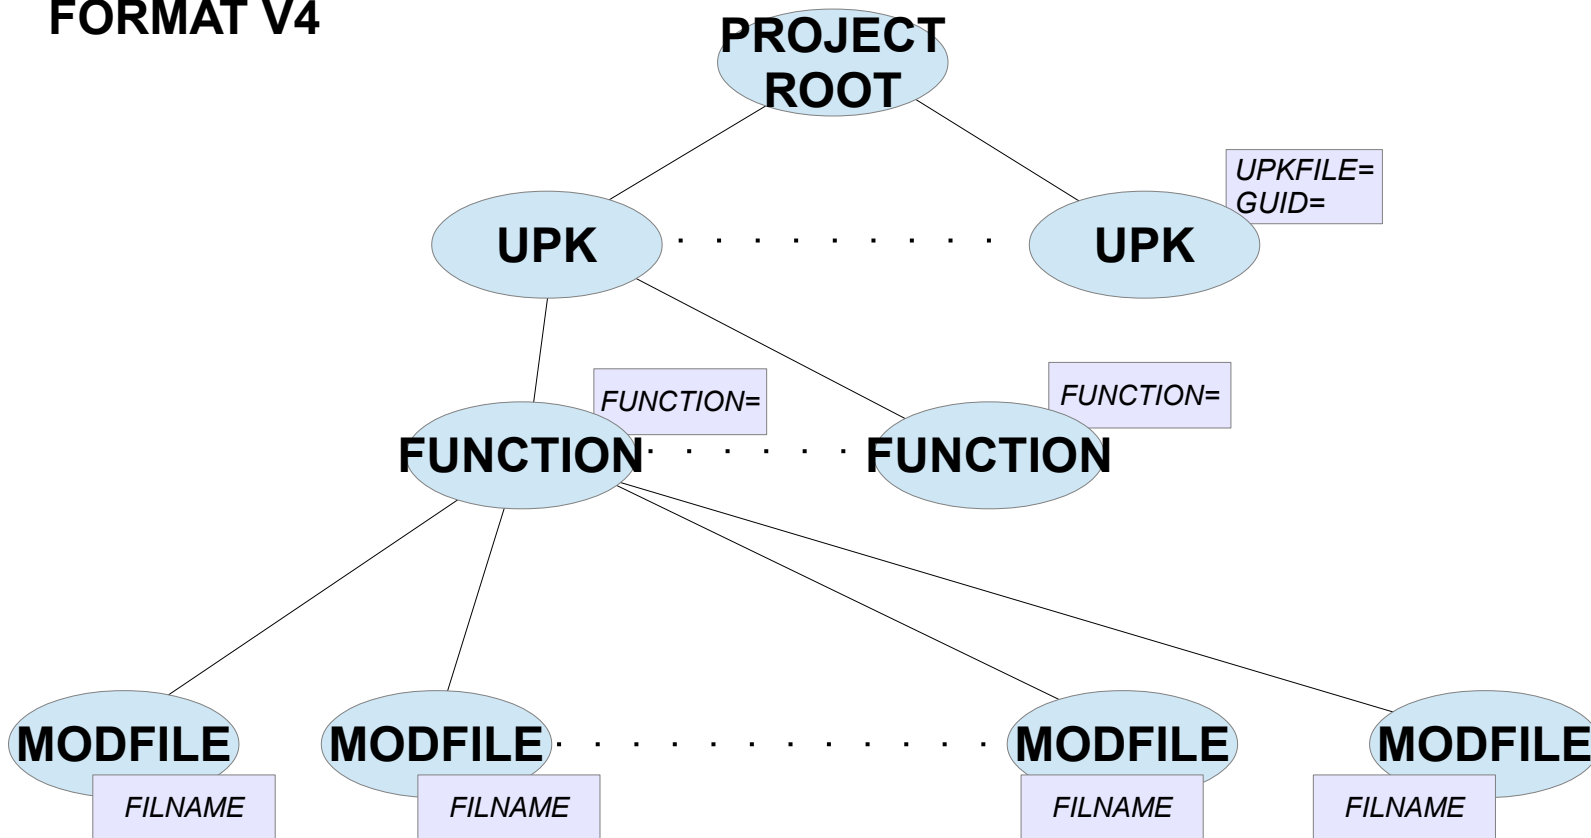 FORMAT V4
PROJECT
ROOT
UPKFILE=
GUID=
UPK
UPK
FUNCTION=
FUNCTION=
FUNCTION
FUNCTION
MODFILE
MODFILE
MODFILE
MODFILE
FILNAME
FILNAME
FILNAME
FILNAME